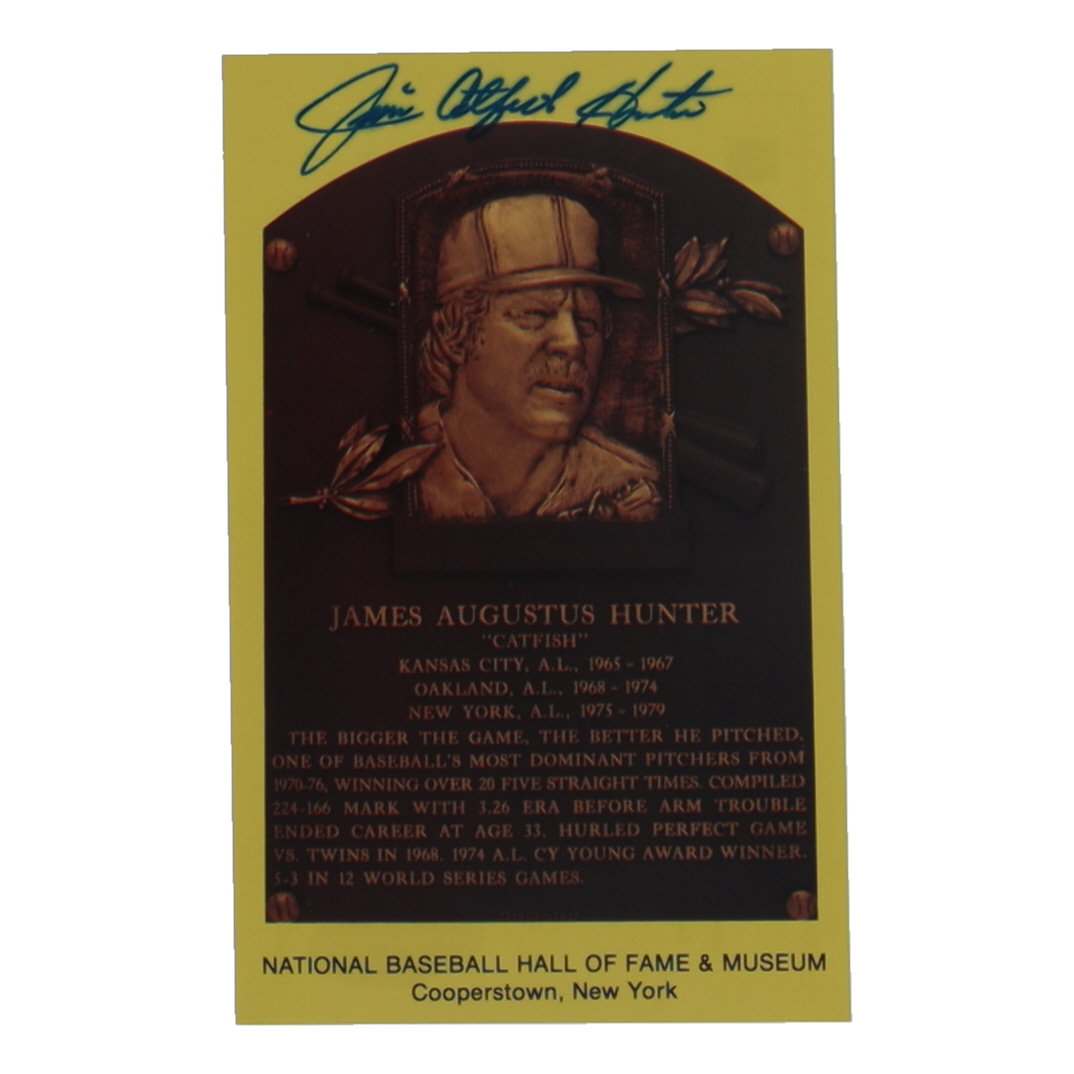 Jim Catfish Hunter
JAMES AUGUSTUS HUNTER
"CATFISH"
KANSAS CITY, A.L., 1965 - 1967
OAKLAND, A.L., 1968 - 1974
NEW YORK, A.L., 1975 - 1979
THE BIGGER THE GAME, THE BETTER HE PITCHED.
ONE OF BASEBALL'S MOST DOMINANT PITCHERS FROM
1970-76, WINNING OVER 20 FIVE STRAIGHT TIMES. COMPILED
224-166 MARK WITH 3.26 ERA BEFORE ARM TROUBLE
ENDED CAREER AT AGE 33. HURLED PERFECT GAME
VS. TWINS IN 1968. 1974 A.L. CY YOUNG AWARD WINNER.
5-3 IN 12 WORLD SERIES GAMES.
NATIONAL BASEBALL HALL OF FAME & MUSEUM
Cooperstown, New York